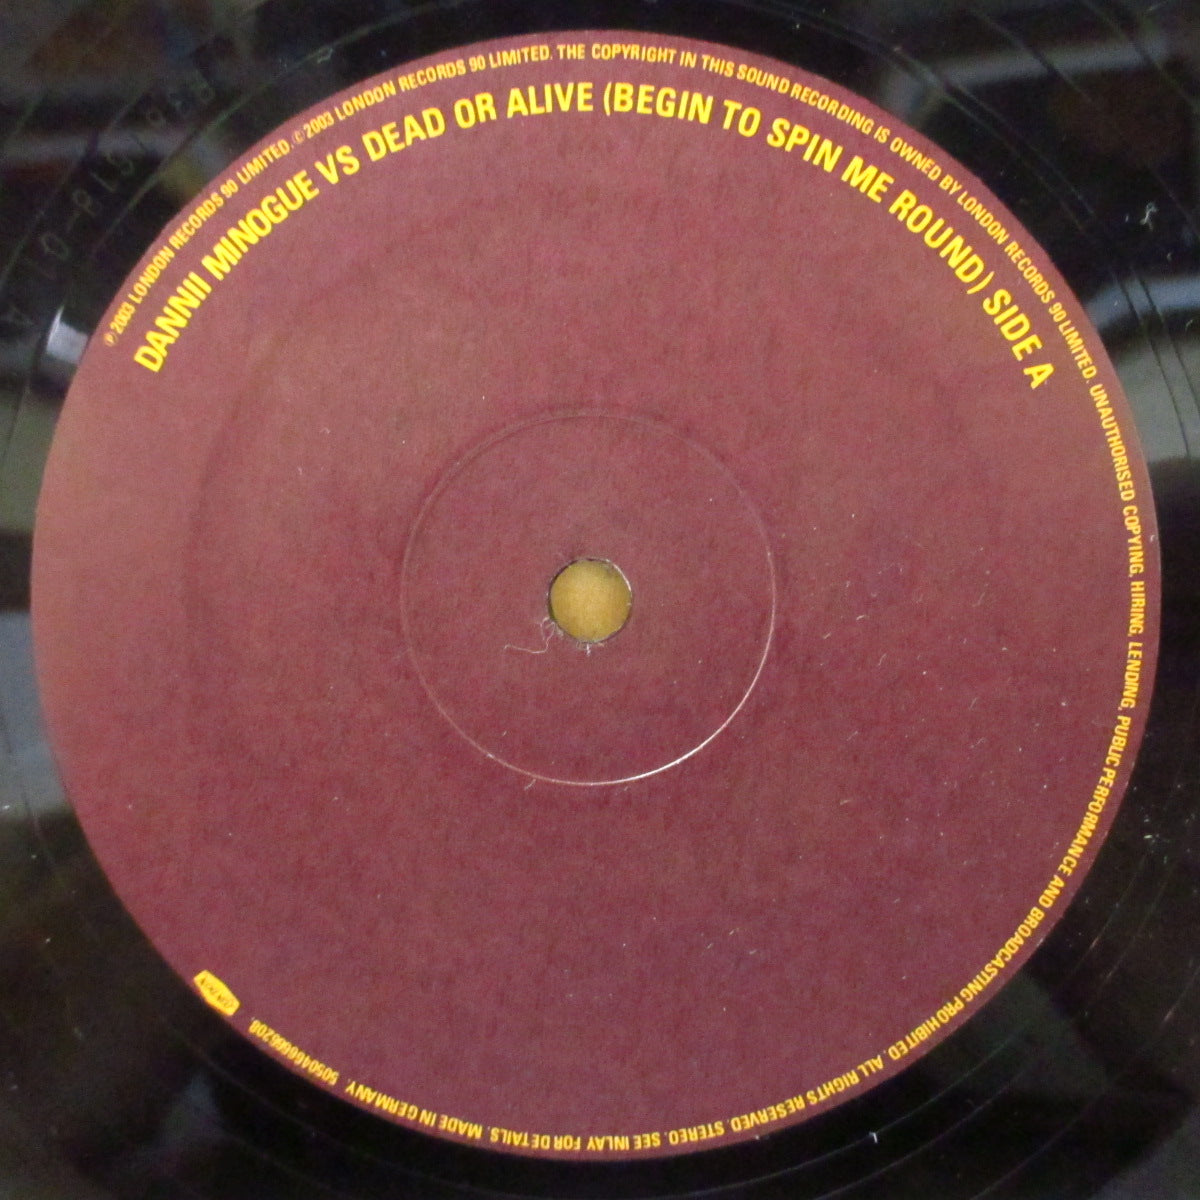 ℗ 2003 LONDON RECORDS 90 LIMITED. © 2003 LONDON RECORDS 90 LIMITED. THE COPYRIGHT IN THIS SOUND RECORDING IS OWNED BY LONDON RECORDS 90 LIMITED. UNAUTHORISED COPYING, HIRING, LENDING, PUBLIC PERFORMANCE AND BROADCASTING PROHIBITED. ALL RIGHTS RESERVED. STEREO. SEE INLAY FOR DETAILS. MADE IN GERMANY.
DANNII MINOGUE VS DEAD OR ALIVE (BEGIN TO SPIN ME ROUND) SIDE A
LONDON